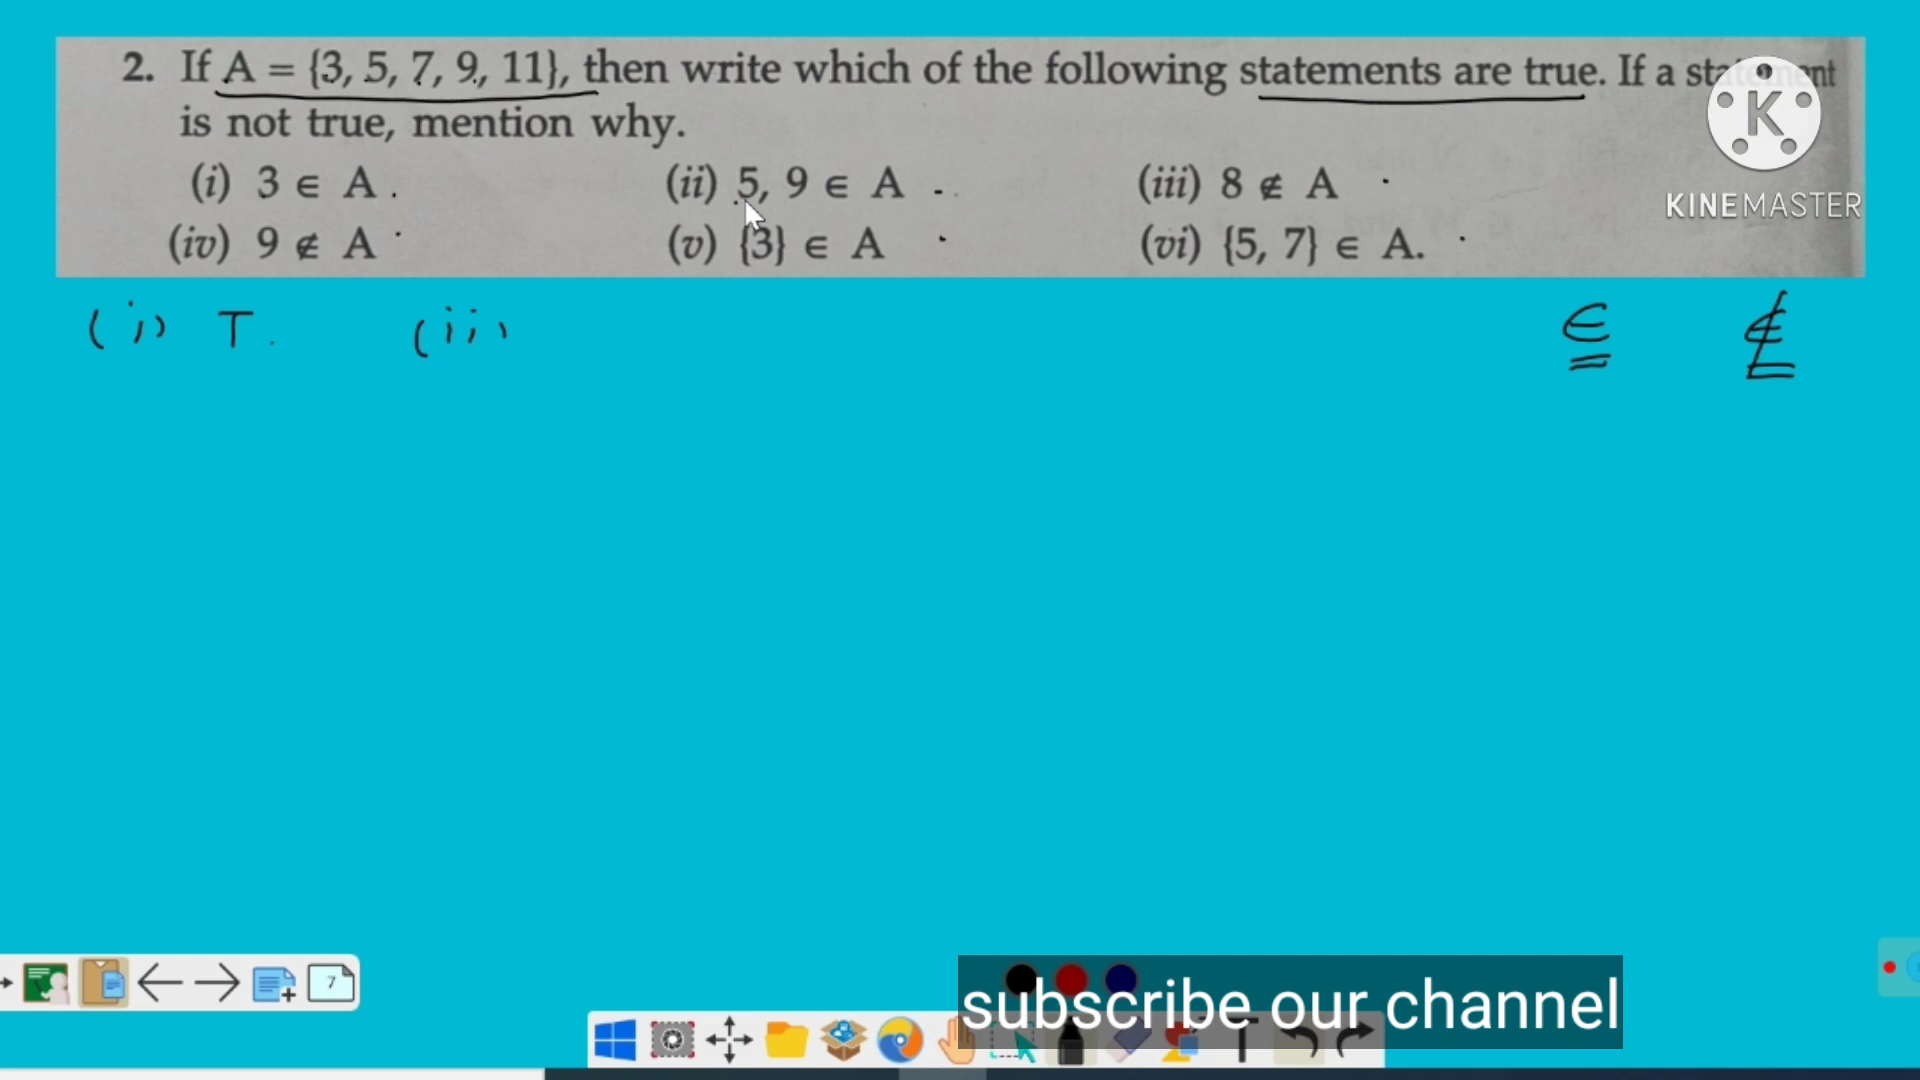 2. If A = {3, 5, 7, 9, 11}, then write which of the following statements are true. If a statement
is not true, mention why.
(i) 3 ∈ A. (ii) 5, 9 ∈ A (iii) 8 ∉ A
(iv) 9 ∉ A (v) {3} ∈ A (vi) {5, 7} ∈ A.
K
KINEMASTER
(i) T. (ii) ∈ ∉
7
subscribe our channel
T